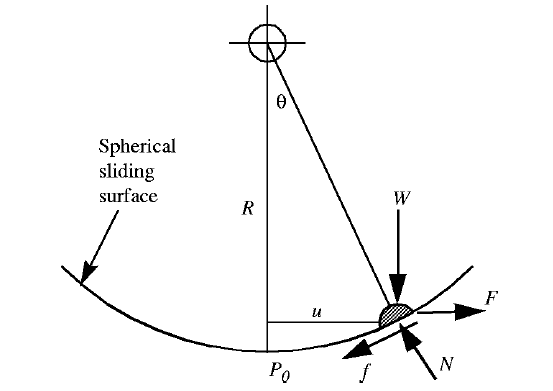 θ
Spherical
sliding
surface
R
W
u
F
P0
f
N